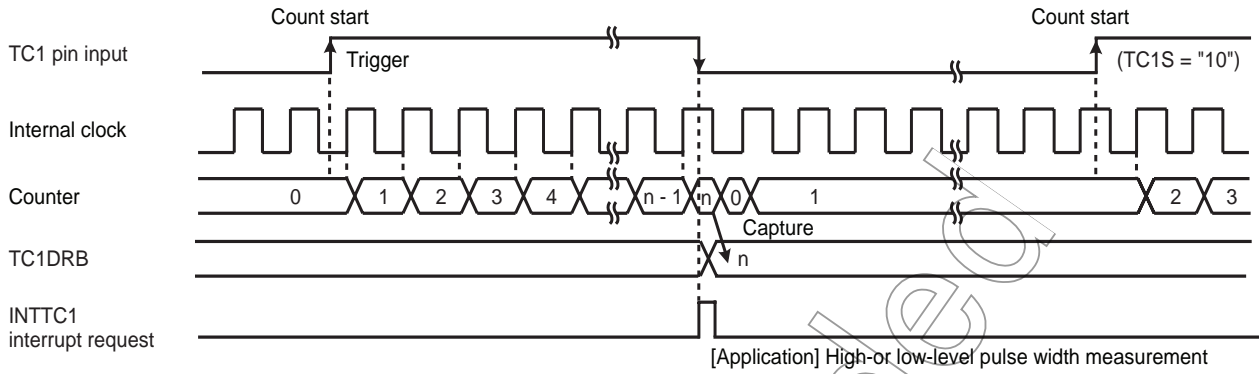 Count start
Count start
TC1 pin input
Trigger
(TC1S = "10")
Internal clock
Counter
0 1 2 3 4 n - 1 n 0 1 2 3
Capture
TC1DRB
n
INTTC1
interrupt request
[Application] High-or low-level pulse width measurement